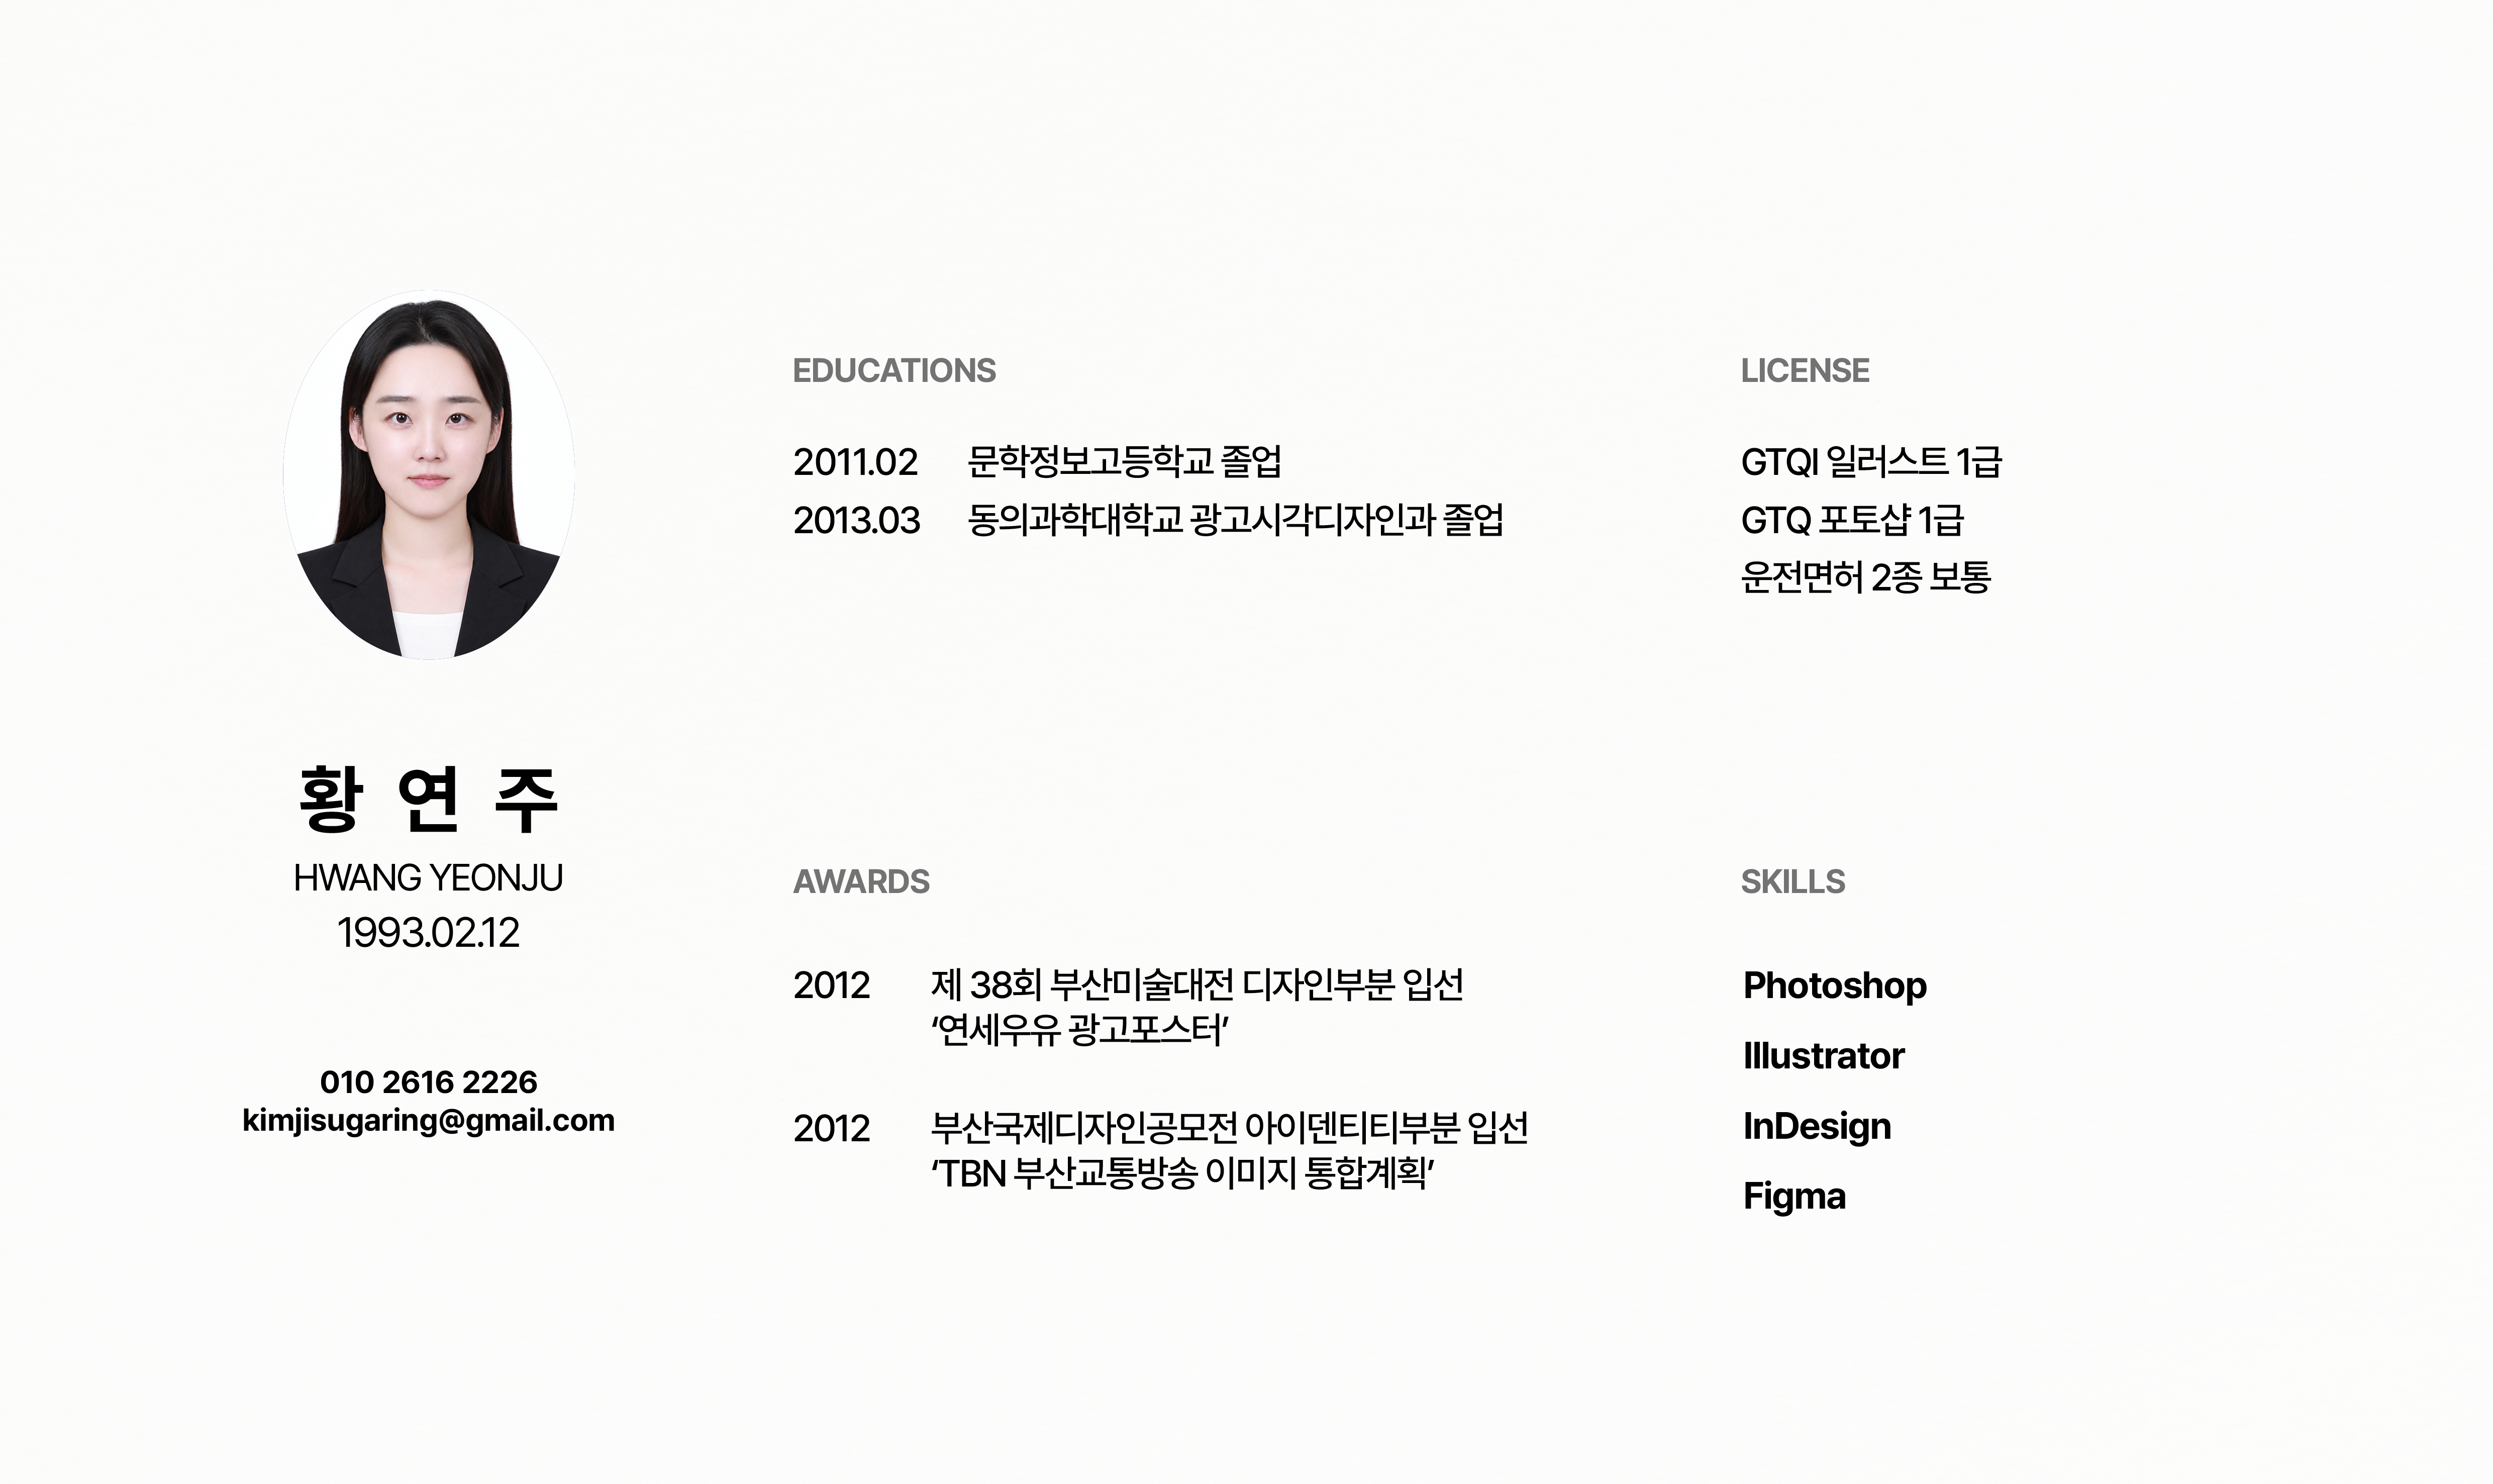 황 연 주
HWANG YEONJU
1993.02.12
010 2616 2226
kimjisugaring@gmail.com
EDUCATIONS
2011.02 문학정보고등학교 졸업
2013.03 동의과학대학교 광고시각디자인과 졸업
LICENSE
GTQI 일러스트 1급
GTQ 포토샵 1급
운전면허 2종 보통
AWARDS
2012 제 38회 부산미술대전 디자인부분 입선
‘연세우유 광고포스터’
2012 부산국제디자인공모전 아이덴티티부분 입선
‘TBN 부산교통방송 이미지 통합계획’
SKILLS
Photoshop
Illustrator
InDesign
Figma